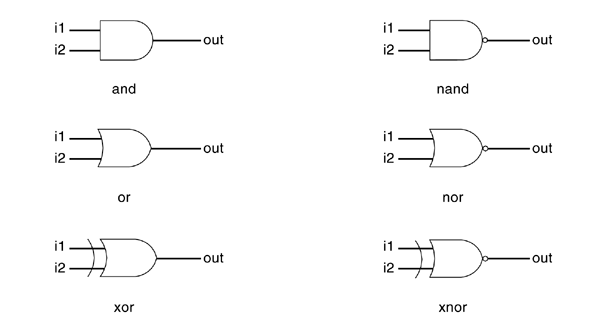 i1 out i1 out
i2 i2
and nand
i1 out i1 out
i2 i2
or nor
i1 out i1 out
i2 i2
xor xnor